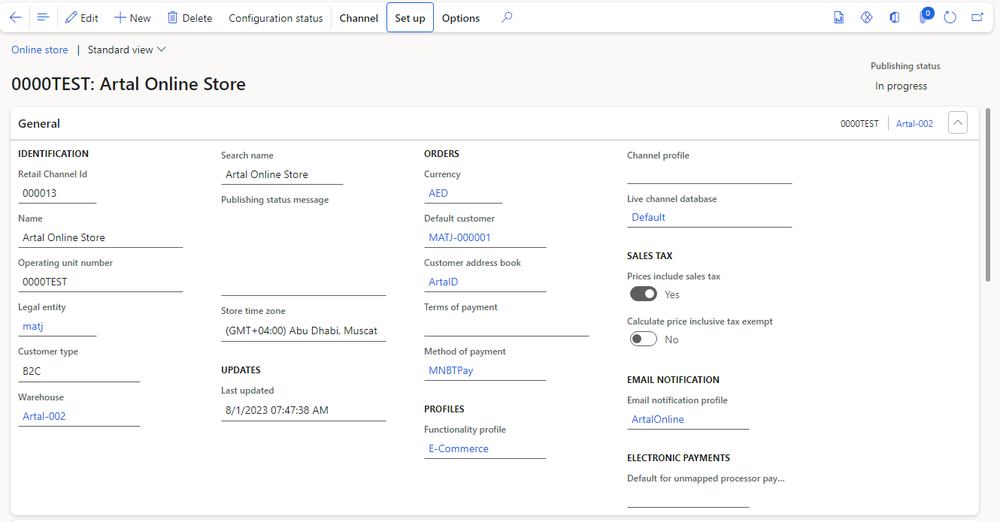 Edit
New
Delete
Configuration status
Channel
Set up
Options
0
Online store | Standard view
Publishing status
In progress
0000TEST: Artal Online Store
General
0000TEST
Artal-002
IDENTIFICATION
Retail Channel Id
000013
Name
Artal Online Store
Operating unit number
0000TEST
Legal entity
matj
Customer type
B2C
Warehouse
Artal-002
Search name
Artal Online Store
Publishing status message
Store time zone
(GMT+04:00) Abu Dhabi, Muscat
UPDATES
Last updated
8/1/2023 07:47:38 AM
ORDERS
Currency
AED
Default customer
MATJ-000001
Customer address book
ArtalD
Terms of payment
Method of payment
MNBTPay
PROFILES
Functionality profile
E-Commerce
Channel profile
Live channel database
Default
SALES TAX
Prices include sales tax
Yes
Calculate price inclusive tax exempt
No
EMAIL NOTIFICATION
Email notification profile
ArtalOnline
ELECTRONIC PAYMENTS
Default for unmapped processor pay...